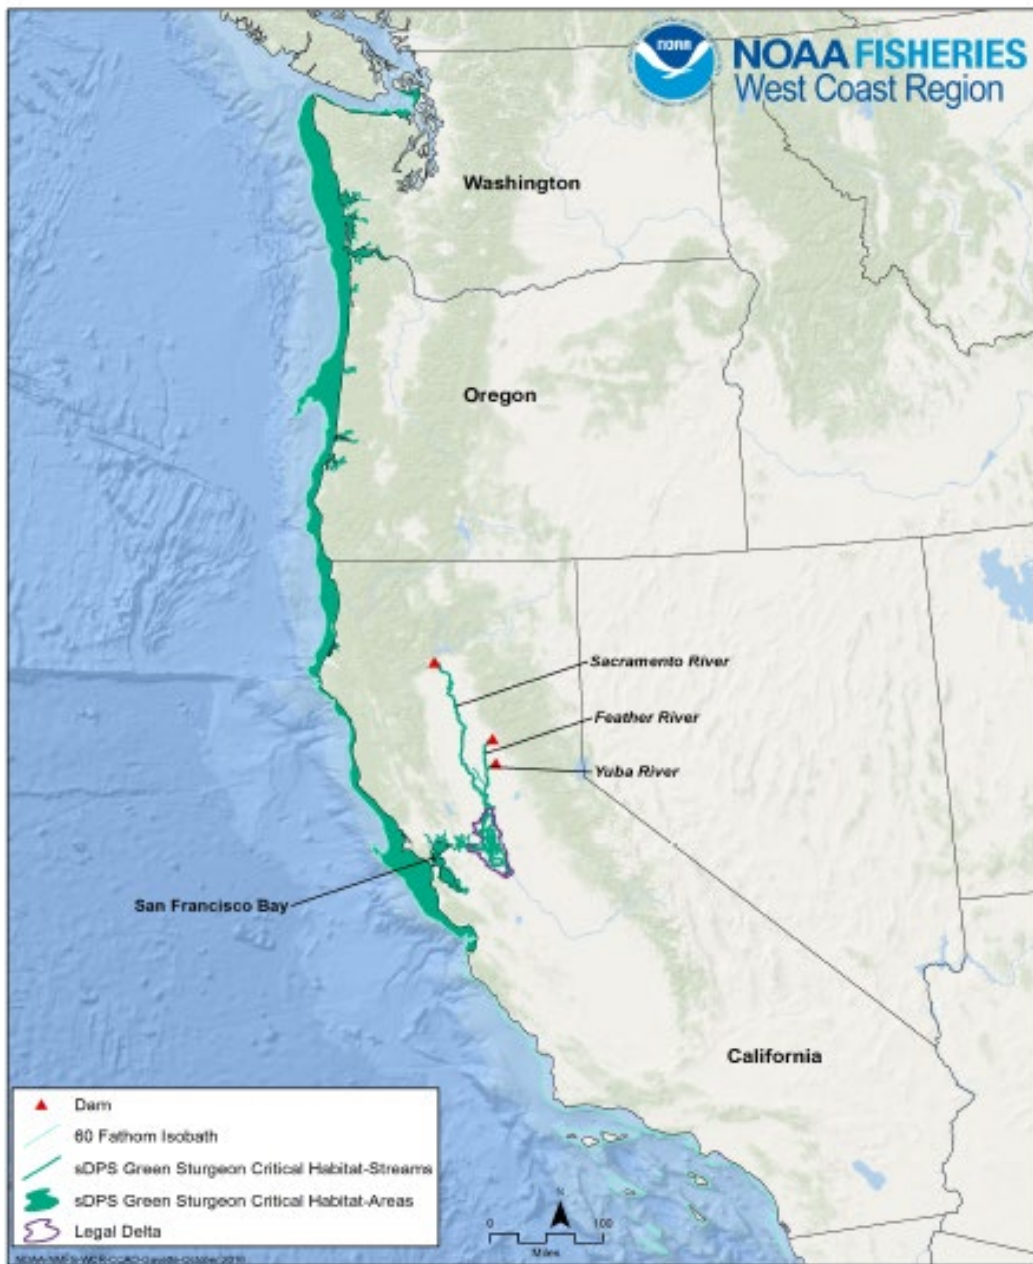 NOAA
NOAA FISHERIES
West Coast Region
Washington
Oregon
Sacramento River
Feather River
Yuba River
San Francisco Bay
California
Dam
60 Fathom Isobath
sDPS Green Sturgeon Critical Habitat-Streams
sDPS Green Sturgeon Critical Habitat-Areas
Legal Delta
N
0 100
Miles